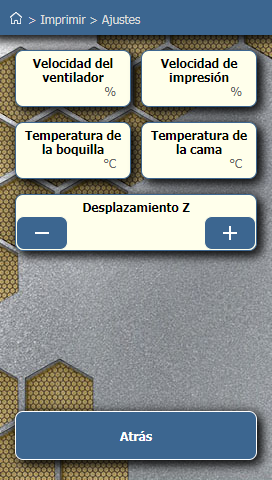 > Imprimir > Ajustes
Velocidad del
ventilador
%
Velocidad de
impresión
%
Temperatura de
la boquilla
°C
Temperatura de
la cama
°C
Desplazamiento Z
− +
Atrás